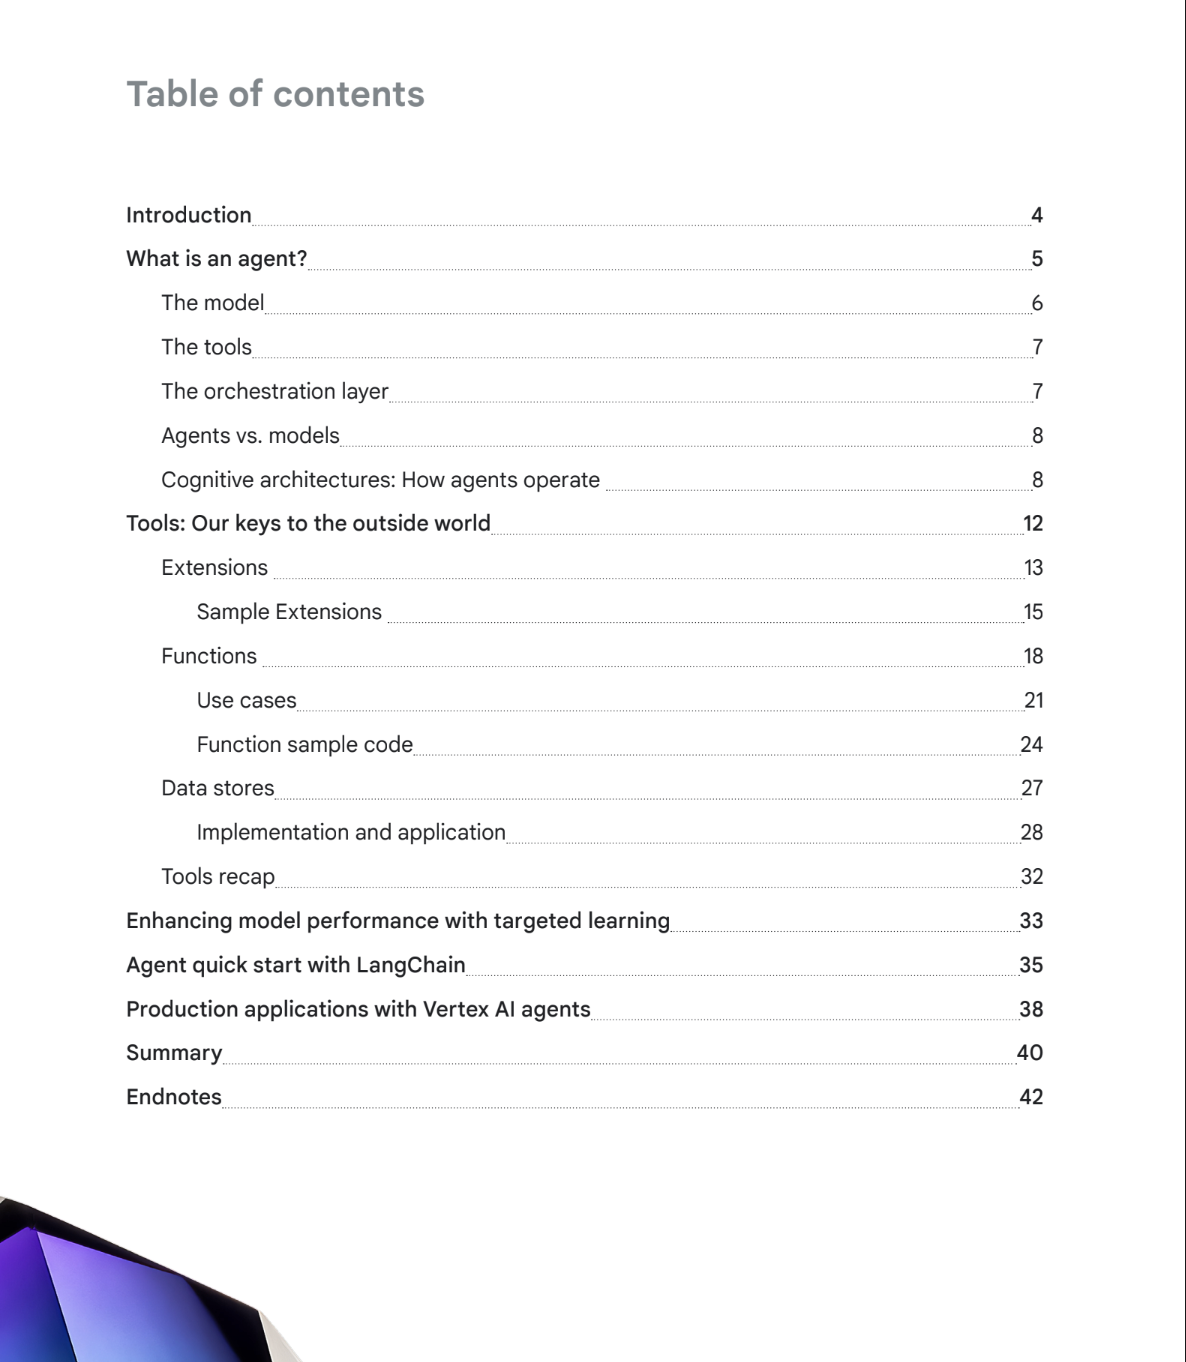 Table of contents
Introduction 4
What is an agent? 5
The model 6
The tools 7
The orchestration layer 7
Agents vs. models 8
Cognitive architectures: How agents operate 8
Tools: Our keys to the outside world 12
Extensions 13
Sample Extensions 15
Functions 18
Use cases 21
Function sample code 24
Data stores 27
Implementation and application 28
Tools recap 32
Enhancing model performance with targeted learning 33
Agent quick start with LangChain 35
Production applications with Vertex AI agents 38
Summary 40
Endnotes 42